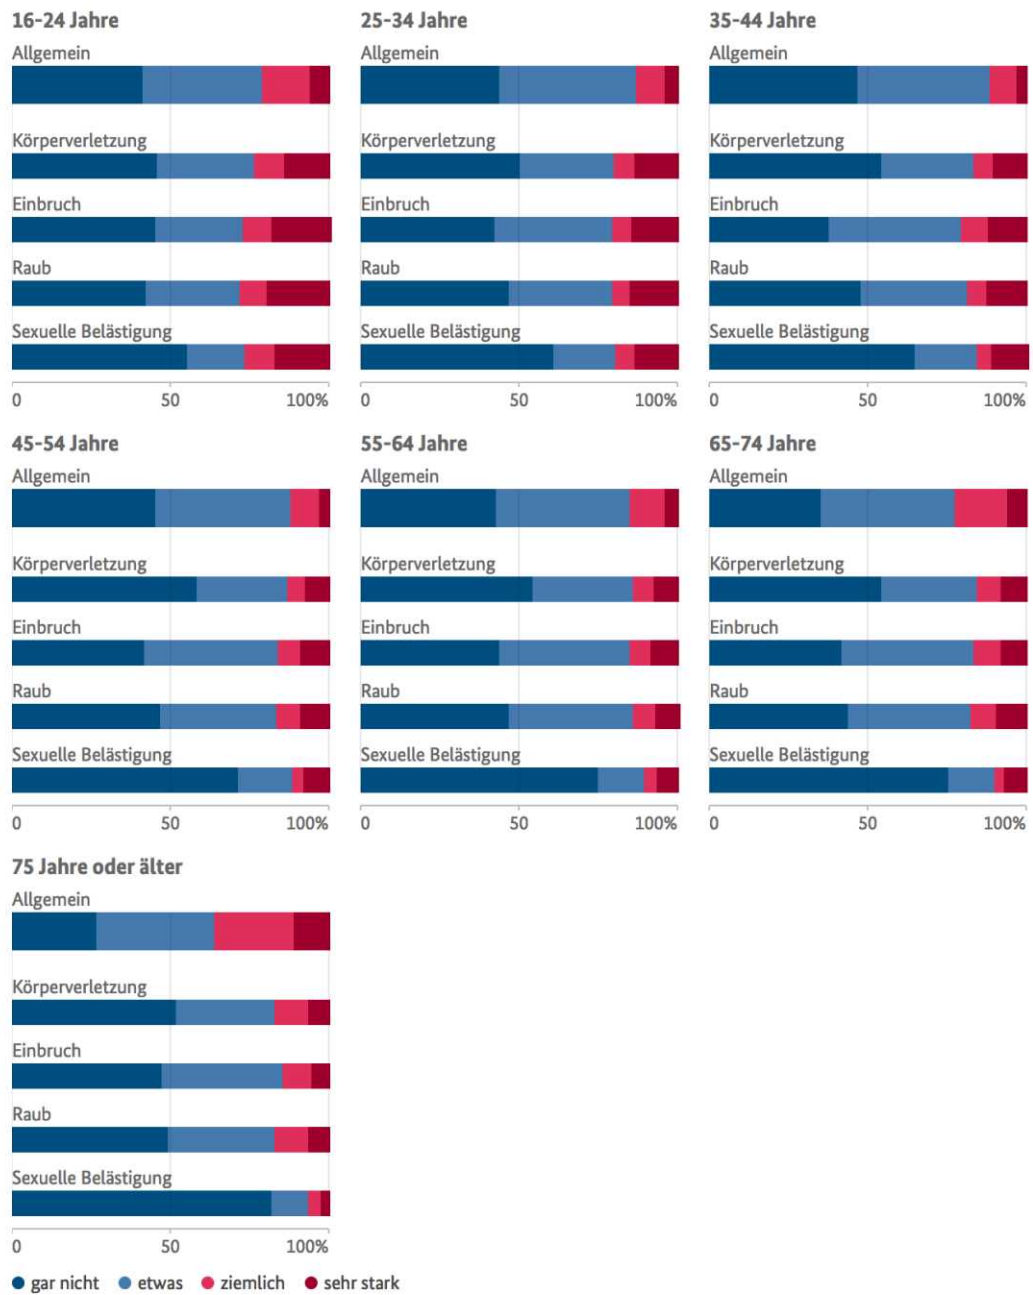 16-24 Jahre
Allgemein
Körperverletzung
Einbruch
Raub
Sexuelle Belästigung
0 50 100%
25-34 Jahre
Allgemein
Körperverletzung
Einbruch
Raub
Sexuelle Belästigung
0 50 100%
35-44 Jahre
Allgemein
Körperverletzung
Einbruch
Raub
Sexuelle Belästigung
0 50 100%
45-54 Jahre
Allgemein
Körperverletzung
Einbruch
Raub
Sexuelle Belästigung
0 50 100%
55-64 Jahre
Allgemein
Körperverletzung
Einbruch
Raub
Sexuelle Belästigung
0 50 100%
65-74 Jahre
Allgemein
Körperverletzung
Einbruch
Raub
Sexuelle Belästigung
0 50 100%
75 Jahre oder älter
Allgemein
Körperverletzung
Einbruch
Raub
Sexuelle Belästigung
0 50 100%
gar nicht etwas ziemlich sehr stark